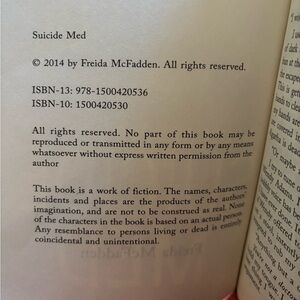 Suicide Med
© 2014 by Freida McFadden. All rights reserved.
ISBN-13: 978-1500420536
ISBN-10: 1500420530
All rights reserved. No part of this book may be
reproduced or transmitted in any form or by any means
whatsoever without express written permission from the
author
This book is a work of fiction. The names, characters,
incidents and places are the products of the authors'
imagination, and are not to be construed as real. None
of the characters in the book is based on an actual person.
Any resemblance to persons living or dead is entirely
coincidental and unintentional.